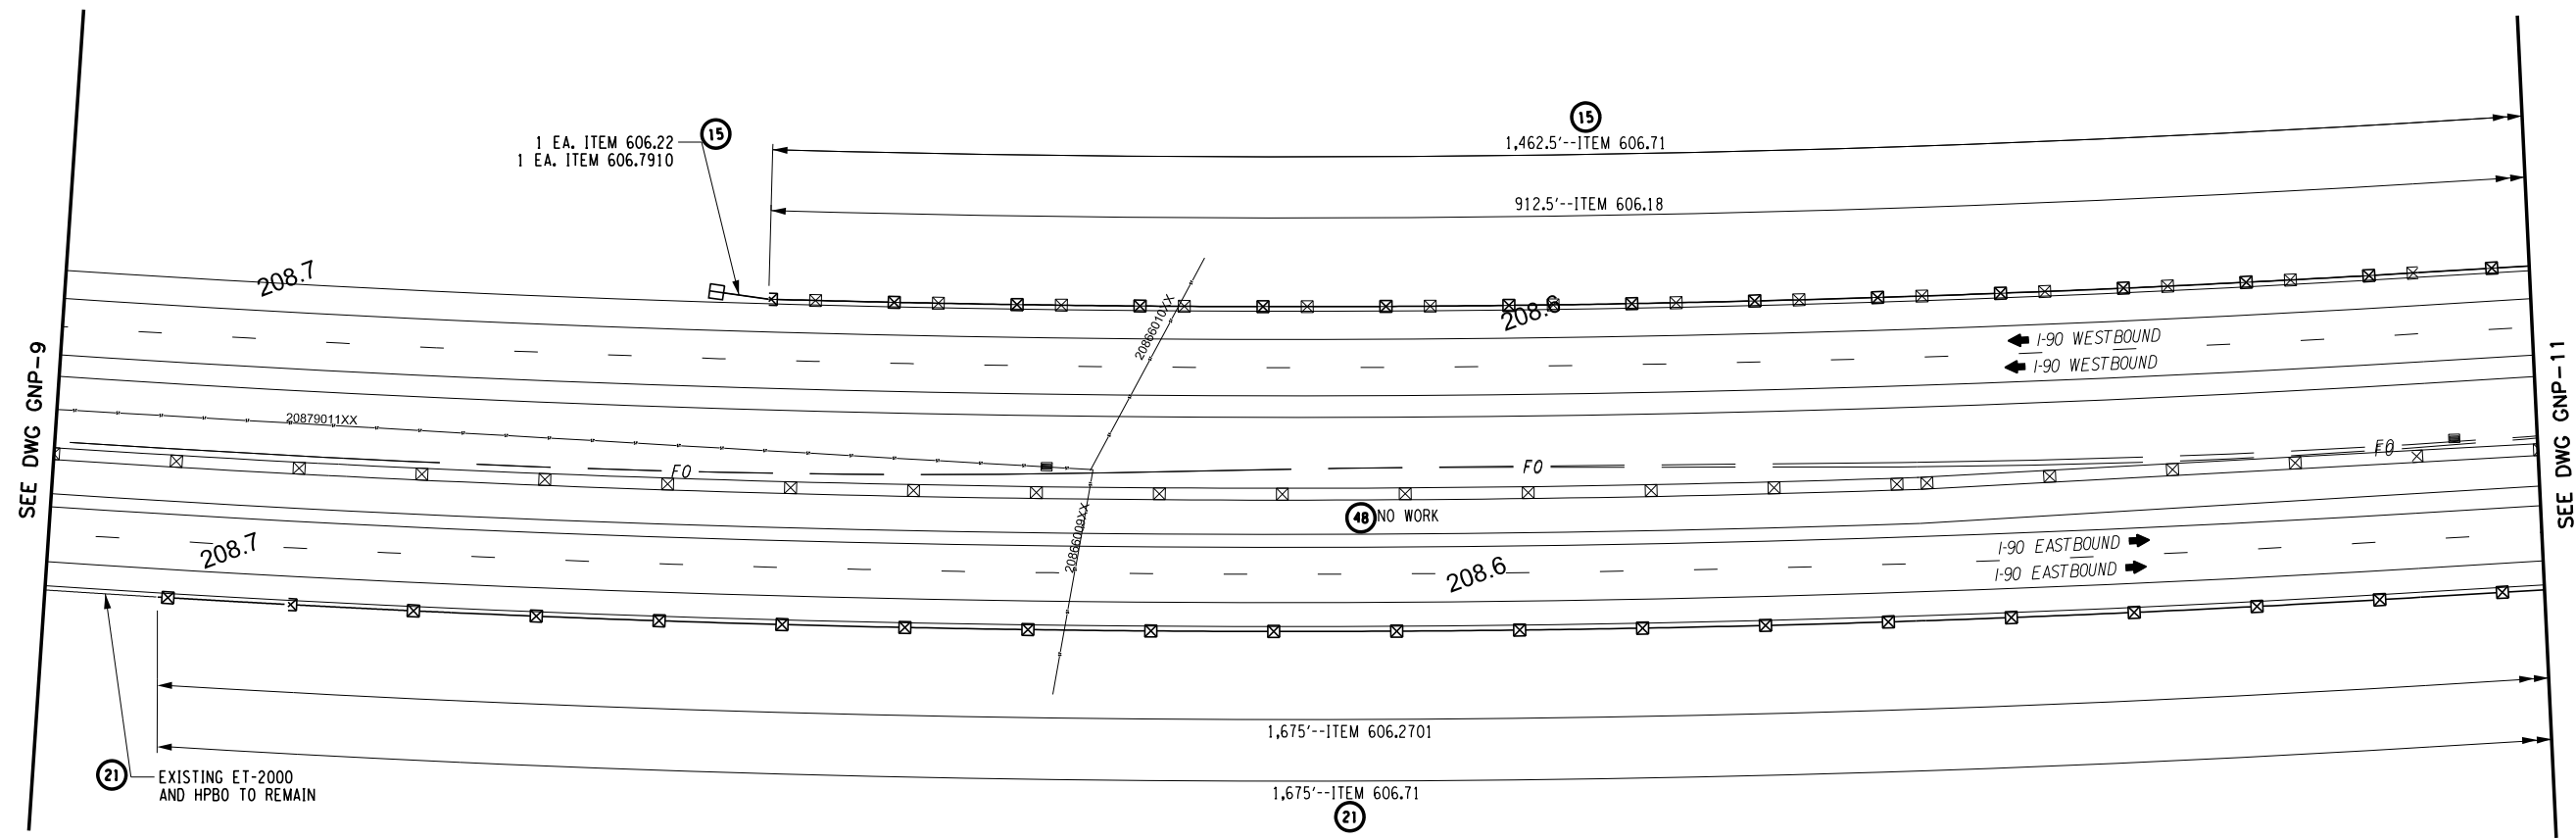 15
1 EA. ITEM 606.22
1 EA. ITEM 606.7910
15
1,462.5'--ITEM 606.71
912.5'--ITEM 606.18
208.7
208.6
20866010XX
I-90 WESTBOUND
I-90 WESTBOUND
SEE DWG GNP-9
SEE DWG GNP-11
20879011XX
FO
FO
FO
48 NO WORK
20866009XX
208.7
208.6
I-90 EASTBOUND
I-90 EASTBOUND
1,675'--ITEM 606.2701
21
EXISTING ET-2000
AND HPBO TO REMAIN
1,675'--ITEM 606.71
21